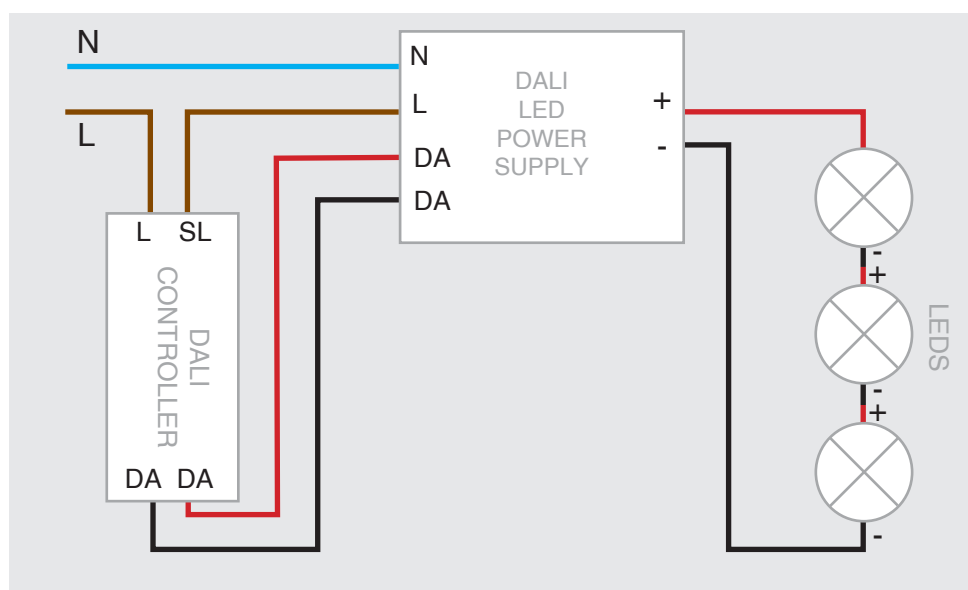 N
L
N
L
DA
DA
DALI
LED
POWER
SUPPLY
+
-
L SL
DALI
CONTROLLER
DA DA
-
+
-
+
-
LEDS